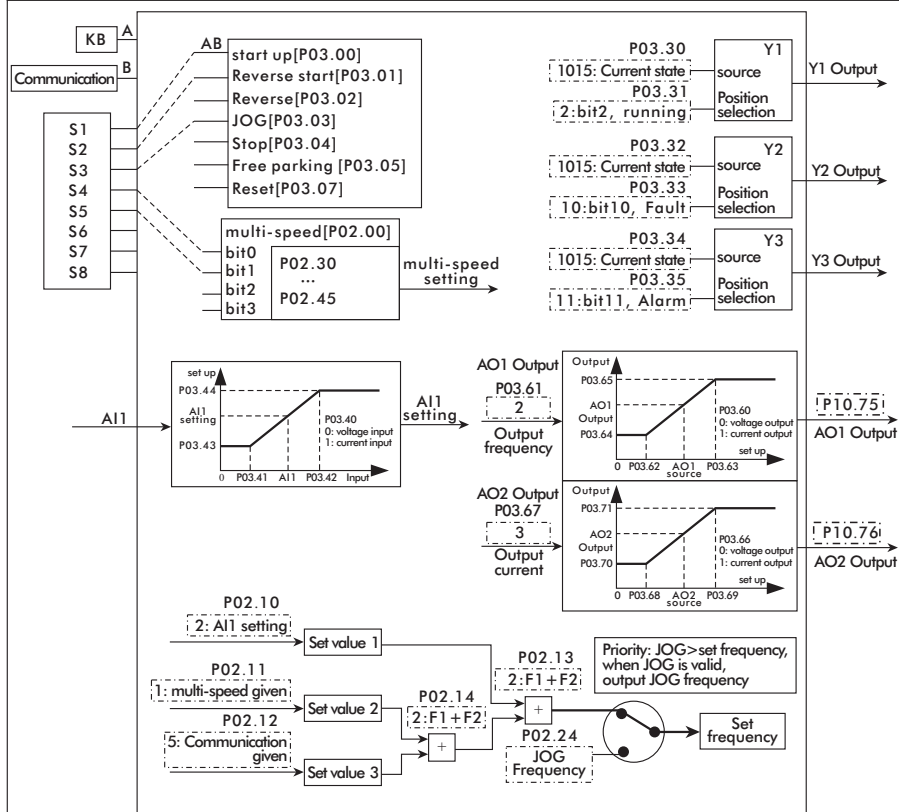 KB
A
Communication
B
S1
S2
S3
S4
S5
S6
S7
S8
AB
start up[P03.00]
Reverse start[P03.01]
Reverse[P03.02]
JOG[P03.03]
Stop[P03.04]
Free parking [P03.05]
Reset[P03.07]
multi-speed[P02.00]
bit0
bit1
bit2
bit3
P02.30
...
P02.45
multi-speed
setting
P03.30
1015: Current state
P03.31
2:bit2, running
Y1
source
Position
selection
Y1 Output
P03.32
1015: Current state
P03.33
10:bit10, Fault
Y2
source
Position
selection
Y2 Output
P03.34
1015: Current state
P03.35
11:bit11, Alarm
Y3
source
Position
selection
Y3 Output
AI1
set up
P03.44
AI1
setting
P03.43
P03.40
0: voltage input
1: current input
0
P03.41
AI1
P03.42
Input
AI1
setting
AO1 Output
P03.61
2
Output
frequency
Output
P03.65
AO1
Output
P03.64
P03.60
0: voltage output
1: current output
set up
0
P03.62
AO1
source
P03.63
P10.75
AO1 Output
AO2 Output
P03.67
3
Output
current
Output
P03.71
AO2
Output
P03.70
P03.66
0: voltage output
1: current output
set up
0
P03.68
AO2
source
P03.69
P10.76
AO2 Output
P02.10
2: AI1 setting
Set value 1
P02.11
1: multi-speed given
Set value 2
P02.12
5: Communication
given
Set value 3
P02.14
2:F1+F2
+
P02.13
2:F1+F2
+
P02.24
JOG
Frequency
Priority: JOG>set frequency,
when JOG is valid,
output JOG frequency
Set
frequency